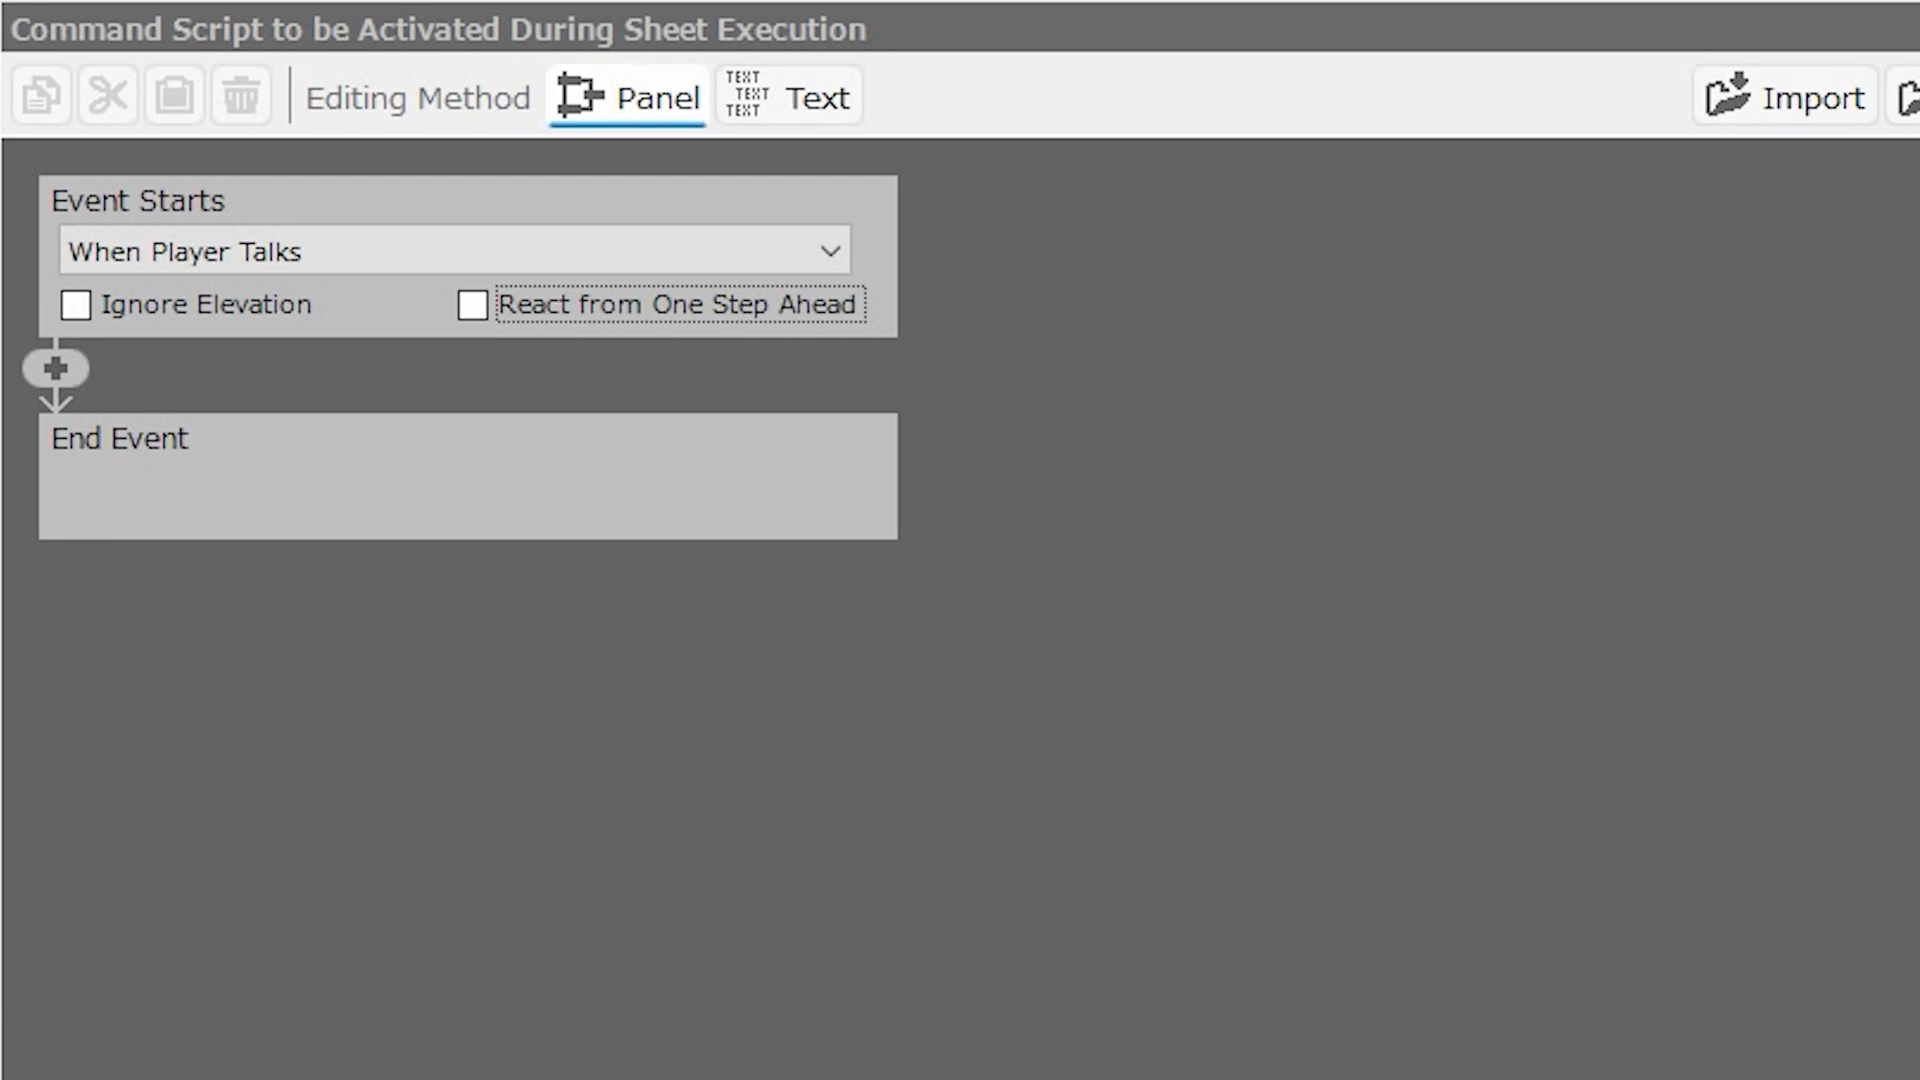 Command Script to be Activated During Sheet Execution
Editing Method Panel TEXT TEXT TEXT Text Import
Event Starts
When Player Talks
Ignore Elevation React from One Step Ahead
End Event